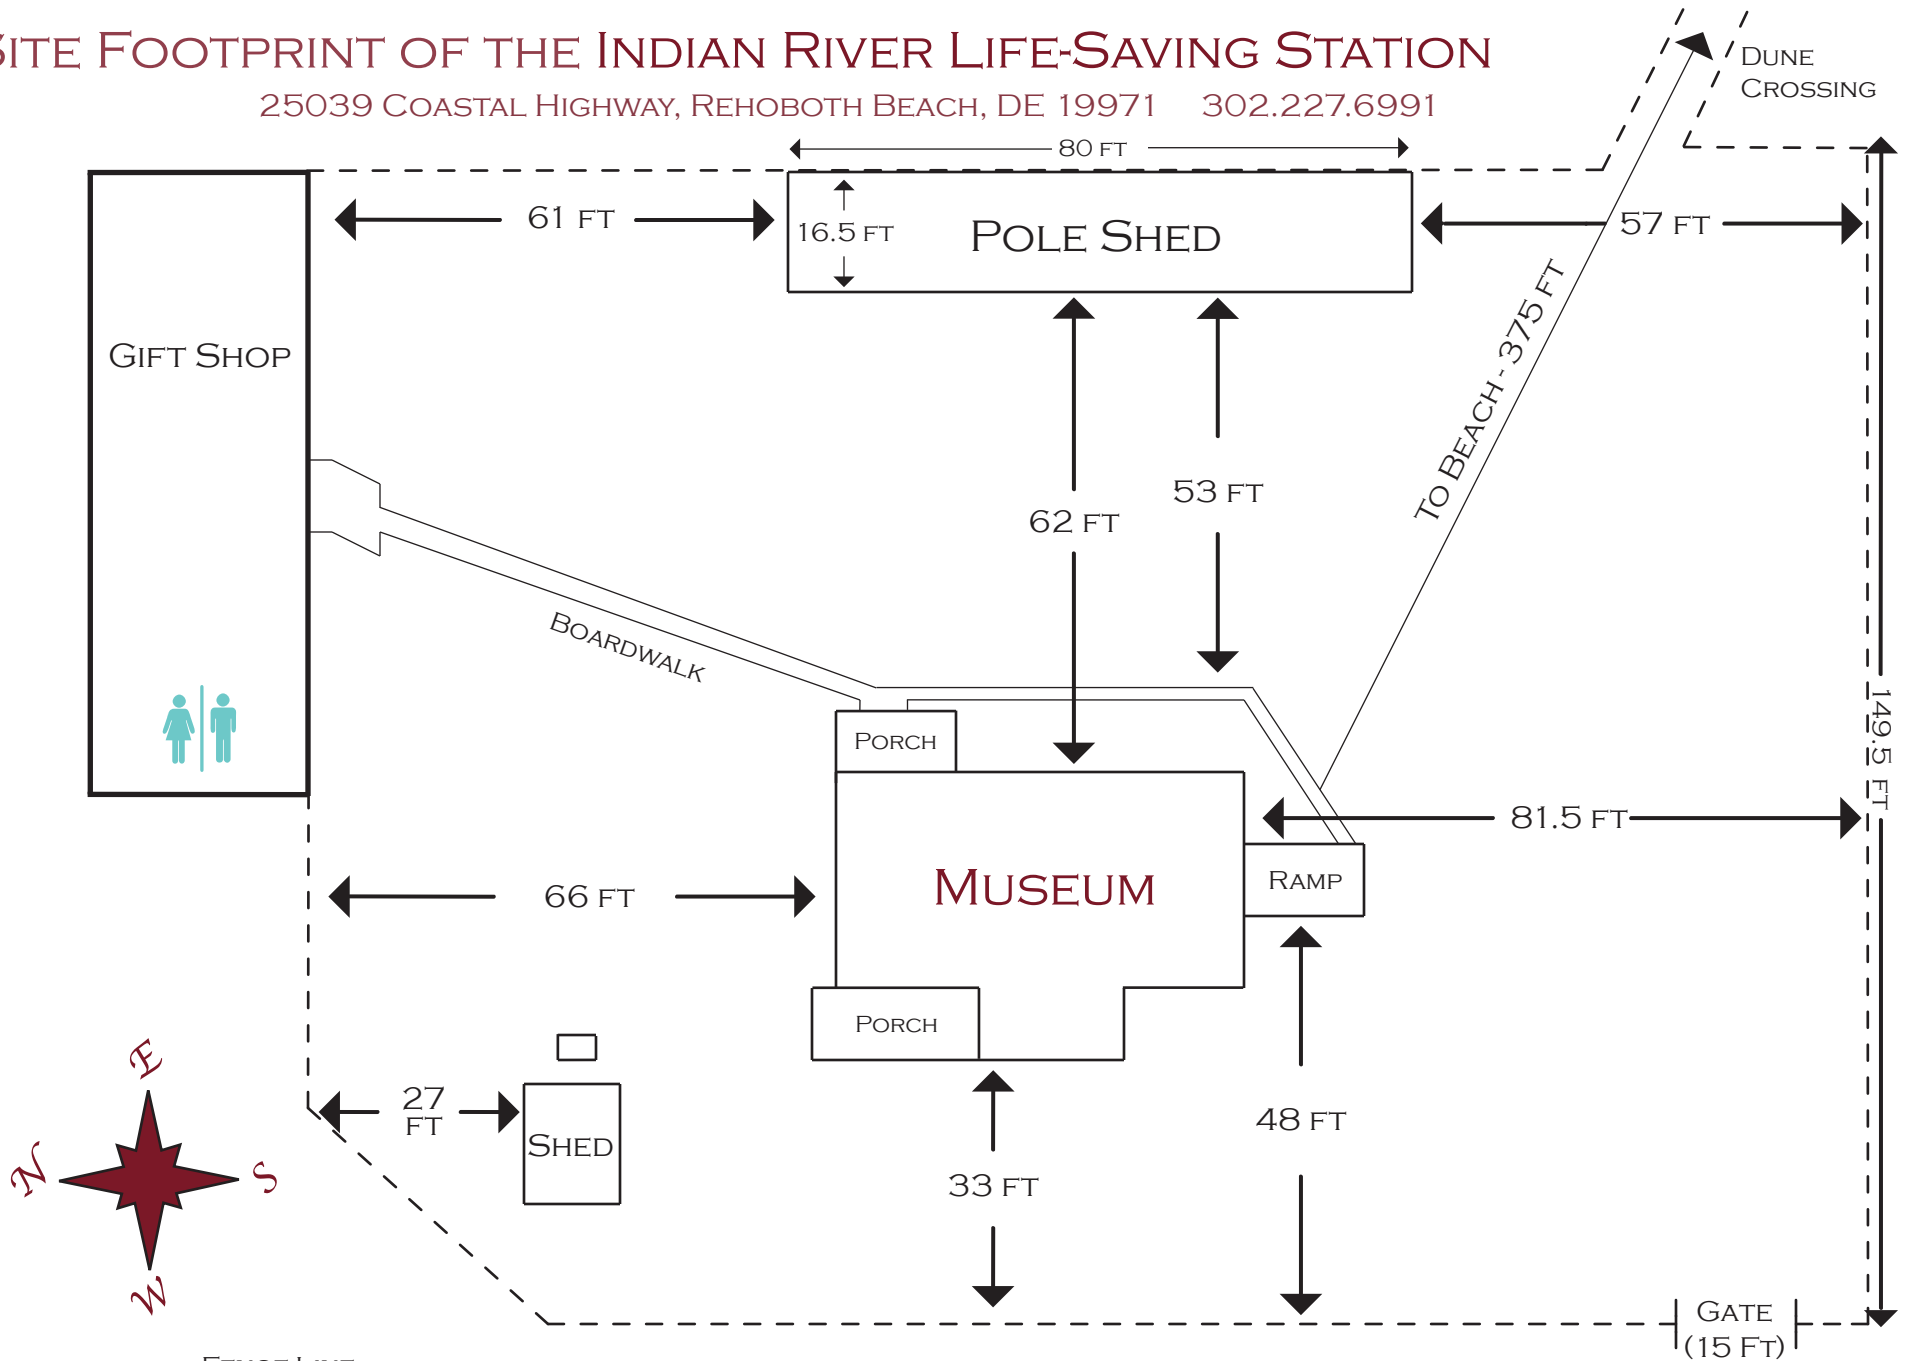 SITE FOOTPRINT OF THE INDIAN RIVER LIFE-SAVING STATION
25039 COASTAL HIGHWAY, REHOBOTH BEACH, DE 19971 302.227.6991
DUNE
CROSSING
80 FT
61 FT
16.5 FT
POLE SHED
57 FT
GIFT SHOP
TO BEACH - 375 FT
53 FT
62 FT
BOARDWALK
149.5 FT
PORCH
81.5 FT
MUSEUM
RAMP
66 FT
PORCH
E
N
S
W
27
FT
SHED
48 FT
33 FT
GATE
(15 FT)
FENCE LINE